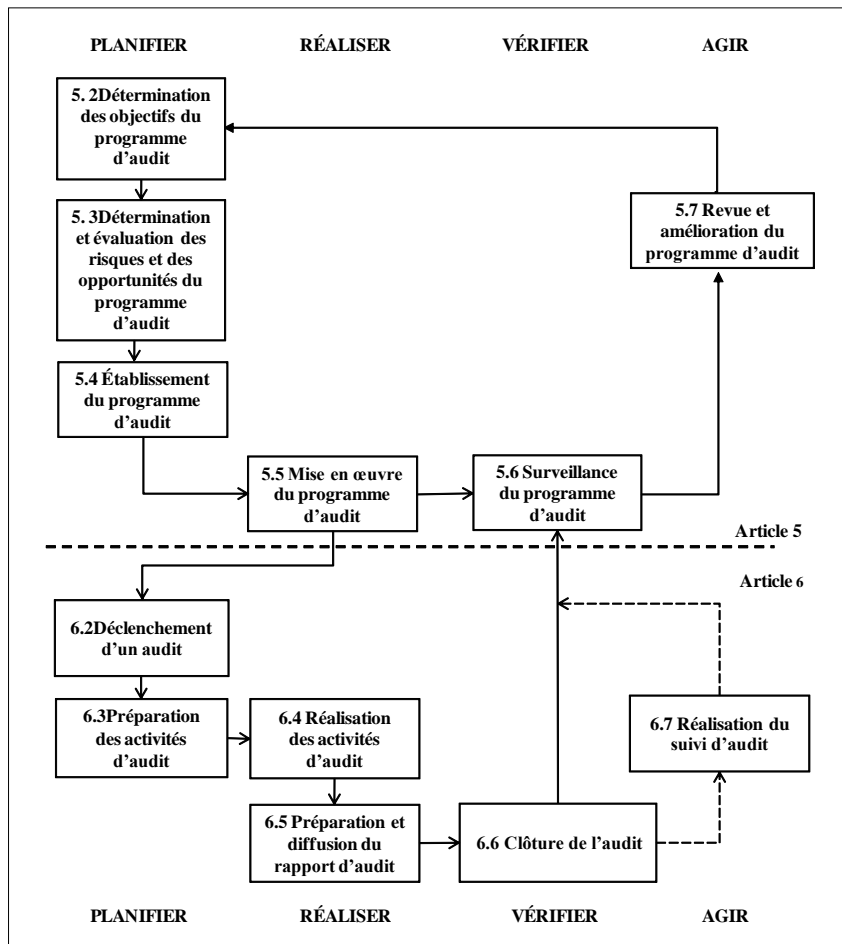 PLANIFIER RÉALISER VÉRIFIER AGIR
5. 2Détermination
des objectifs du
programme
d’audit
5. 3Détermination
et évaluation des
risques et des
opportunités du
programme
d’audit
5.7 Revue et
amélioration du
programme d’audit
5.4 Établissement
du programme
d’audit
5.5 Mise en œuvre
du programme
d’audit
5.6 Surveillance
du programme
d’audit
Article 5
Article 6
6.2Déclenchement
d’un audit
6.3Préparation
des activités
d’audit
6.4 Réalisation
des activités
d’audit
6.7 Réalisation du
suivi d’audit
6.5 Préparation et
diffusion du
rapport d’audit
6.6 Clôture de l’audit
PLANIFIER RÉALISER VÉRIFIER AGIR